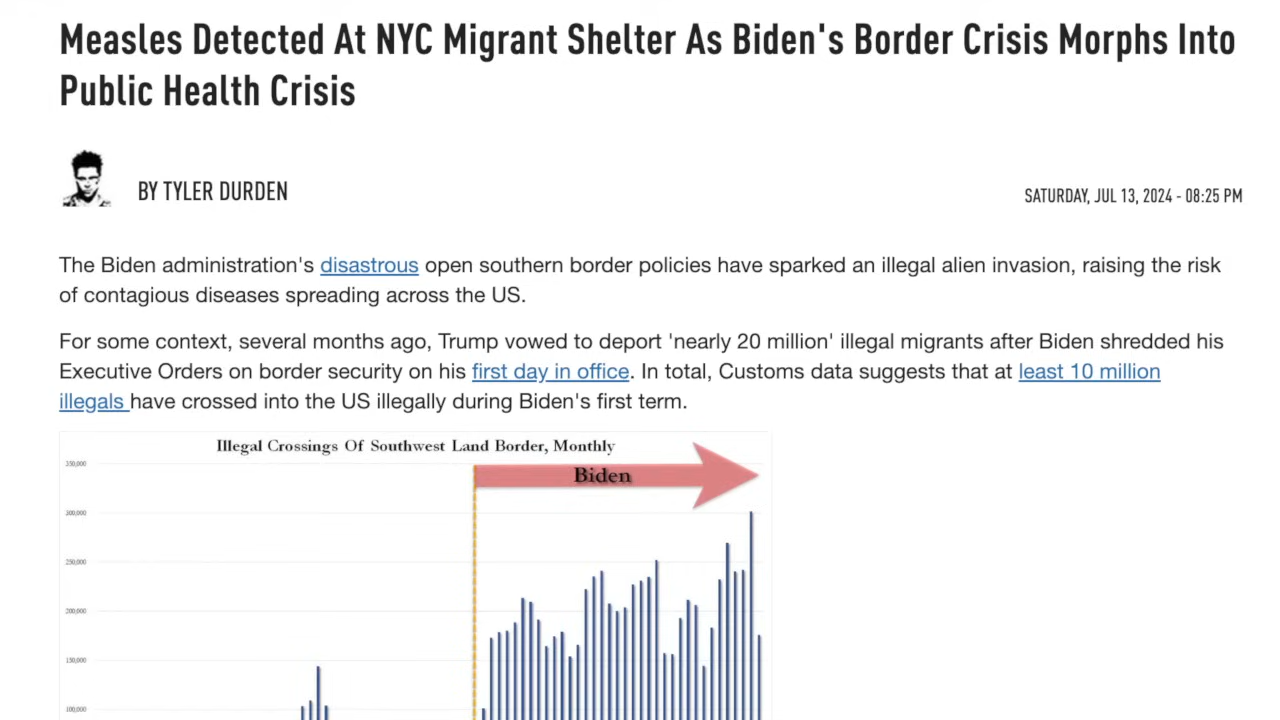 Measles Detected At NYC Migrant Shelter As Biden's Border Crisis Morphs Into
Public Health Crisis
BY TYLER DURDEN
SATURDAY, JUL 13, 2024 - 08:25 PM
The Biden administration's disastrous open southern border policies have sparked an illegal alien invasion, raising the risk
of contagious diseases spreading across the US.
For some context, several months ago, Trump vowed to deport 'nearly 20 million' illegal migrants after Biden shredded his
Executive Orders on border security on his first day in office. In total, Customs data suggests that at least 10 million
illegals have crossed into the US illegally during Biden's first term.
Illegal Crossings Of Southwest Land Border, Monthly
350,000
Biden
300,000
250,000
200,000
150,000
100,000